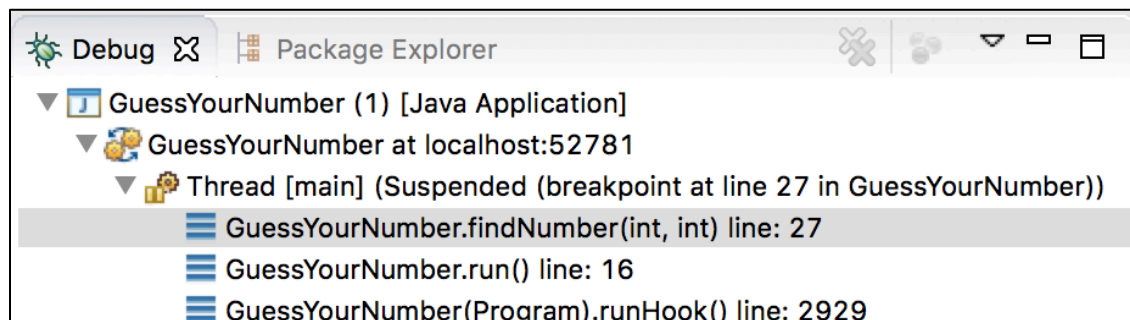 Debug Package Explorer
GuessYourNumber (1) [Java Application]
GuessYourNumber at localhost:52781
Thread [main] (Suspended (breakpoint at line 27 in GuessYourNumber))
GuessYourNumber.findNumber(int, int) line: 27
GuessYourNumber.run() line: 16
GuessYourNumber(Program).runHook() line: 2929